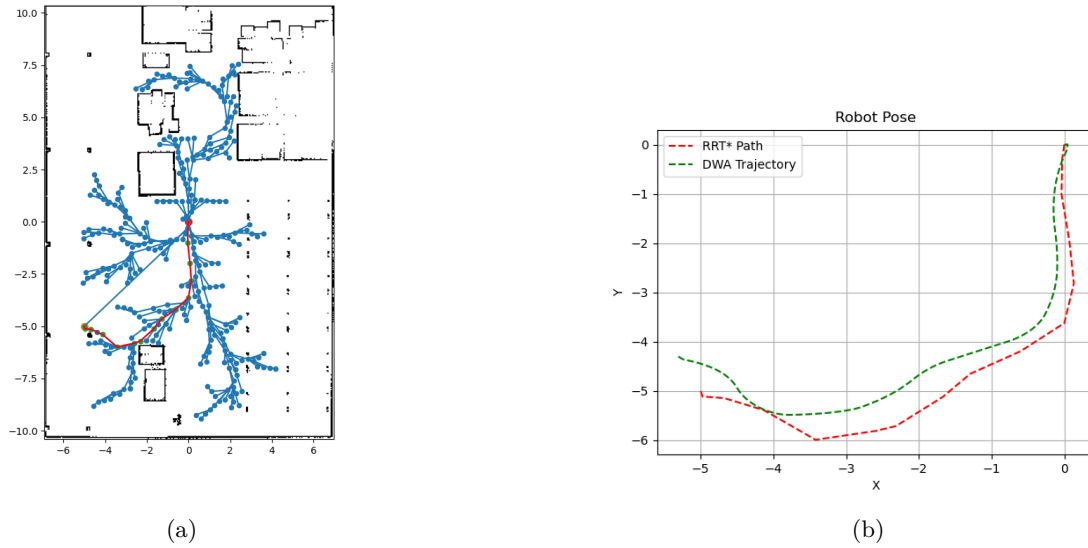 10.0
7.5
5.0
2.5
0.0
−2.5
−5.0
−7.5
−10.0
−6 −4 −2 0 2 4 6
(a)
Robot Pose
RRT* Path
DWA Trajectory
0
−1
−2
−3
−4
−5
−6
Y
−5 −4 −3 −2 −1 0
X
(b)